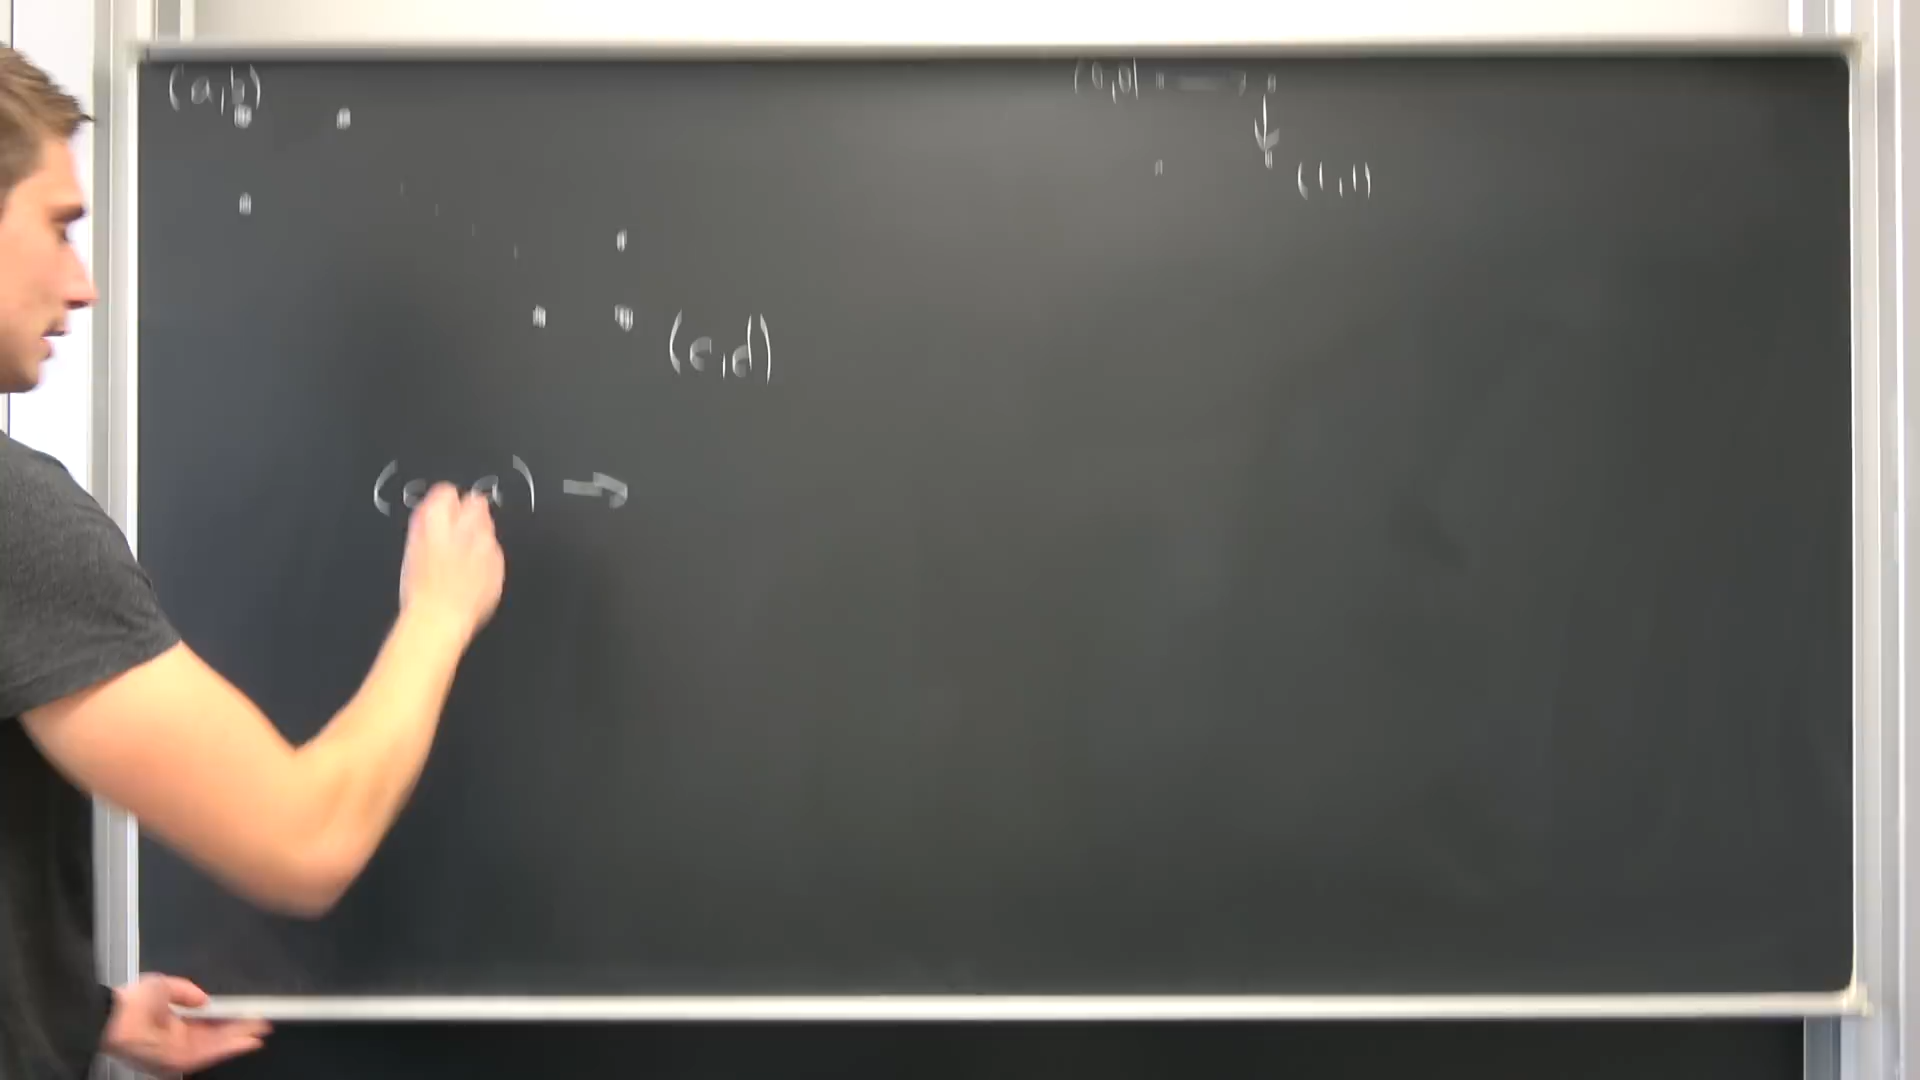 (a,b)
(0,0) →
(1,1)
(c,d)
(c-a) →